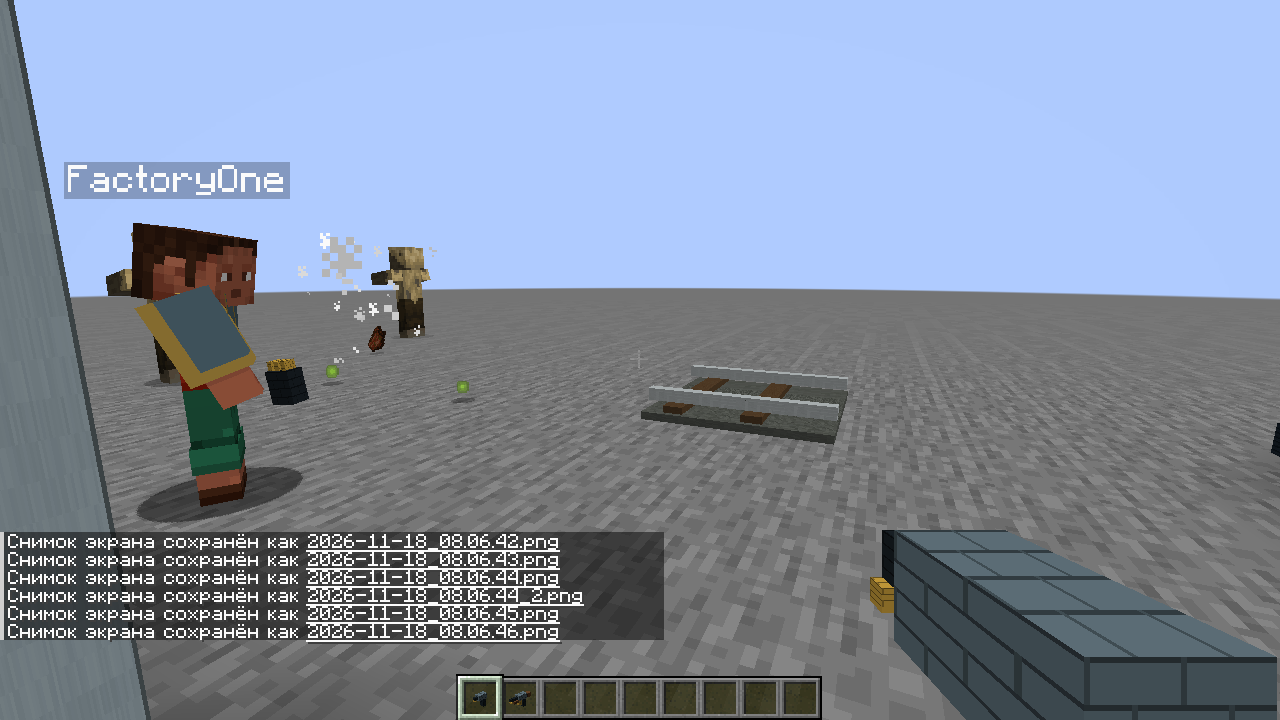 FactoryOne
Снимок экрана сохранён как 2026-11-18_08.06.42.png
Снимок экрана сохранён как 2026-11-18_08.06.43.png
Снимок экрана сохранён как 2026-11-18_08.06.44.png
Снимок экрана сохранён как 2026-11-18_08.06.44_2.png
Снимок экрана сохранён как 2026-11-18_08.06.45.png
Снимок экрана сохранён как 2026-11-18_08.06.46.png